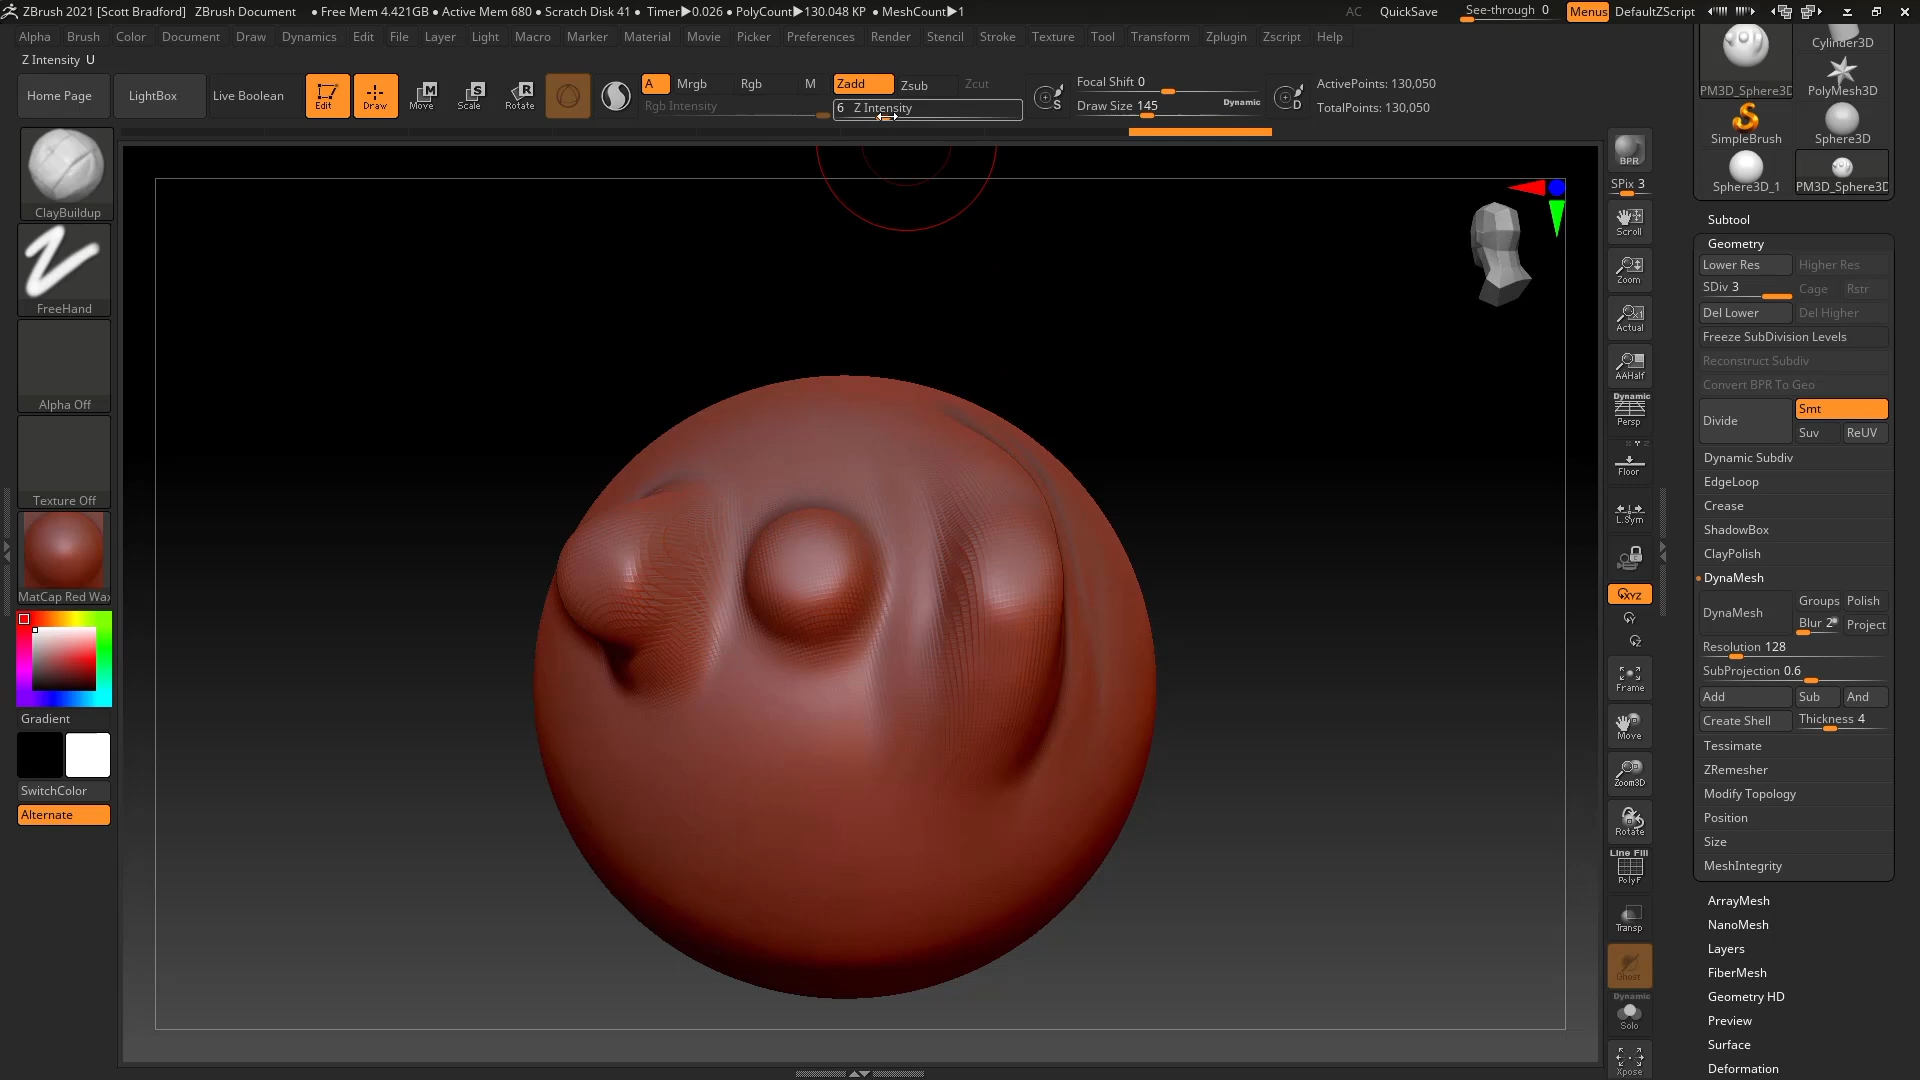 ZBrush 2021 [Scott Bradford] ZBrush Document • Free Mem 4.421GB • Active Mem 680 • Scratch Disk 41 • Timer▶0.026 • PolyCount▶130.048 KP • MeshCount▶1 AC QuickSave See-through 0 Menus DefaultZScript
Alpha Brush Color Document Draw Dynamics Edit File Layer Light Macro Marker Material Movie Picker Preferences Render Stencil Stroke Texture Tool Transform Zplugin Zscript Help
Z Intensity U
Home Page LightBox Live Boolean Edit Draw Move Scale Rotate
A Mrgb Rgb M
Rgb Intensity
Zadd Zsub Zcut
6 Z Intensity
S
Focal Shift 0
Draw Size 145 Dynamic
D
ActivePoints: 130,050
TotalPoints: 130,050
ClayBuildup
FreeHand
Alpha Off
Texture Off
MatCap Red Wax
Gradient
SwitchColor
Alternate
BPR
SPix 3
Scroll
Zoom
Actual
AAHalf
Dynamic
Persp
Floor
L.Sym
XYZ
Y
Z
Frame
Move
Zoom3D
Rotate
Line Fill
PolyF
Transp
Ghost
Dynamic
Solo
Xpose
Cylinder3D
PM3D_Sphere3D PolyMesh3D
SimpleBrush Sphere3D
Sphere3D_1 PM3D_Sphere3D
Subtool
Geometry
Lower Res Higher Res
SDiv 3 Cage Rstr
Del Lower Del Higher
Freeze SubDivision Levels
Reconstruct Subdiv
Convert BPR To Geo
Divide Smt
Suv ReUV
Dynamic Subdiv
EdgeLoop
Crease
ShadowBox
ClayPolish
DynaMesh
DynaMesh Groups Polish
Blur 2 Project
Resolution 128
SubProjection 0.6
Add Sub And
Create Shell Thickness 4
Tessimate
ZRemesher
Modify Topology
Position
Size
MeshIntegrity
ArrayMesh
NanoMesh
Layers
FiberMesh
Geometry HD
Preview
Surface
Deformation